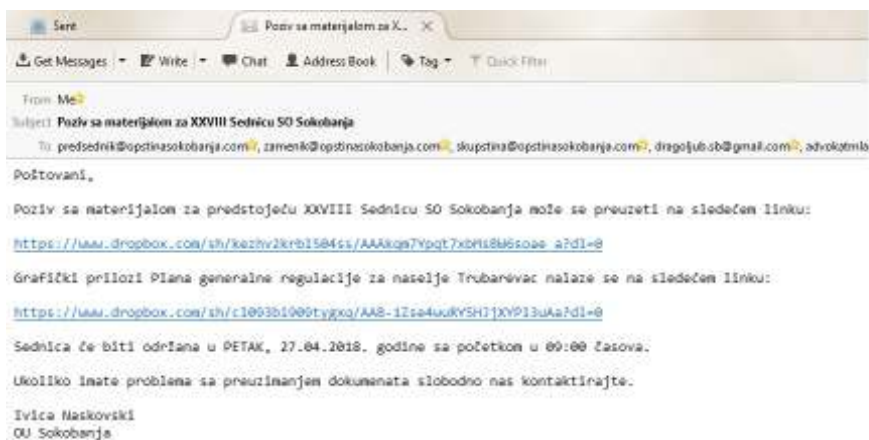 Sent
Poziv sa materijalom za X...
Get Messages Write Chat Address Book Tag Quick Filter
From Me
Subject Poziv sa materijalom za XXVIII Sednicu SO Sokobanja
To predsednik@opstinasokobanja.com, zamenik@opstinasokobanja.com, skupstina@opstinasokobanja.com, dragoljub.sb@gmail.com, advokatmla
Poštovani,
Poziv sa materijalom za predstojeću XXVIII Sednicu SO Sokobanja može se preuzeti na sledećem linku:
Grafički prilozi Plana generalne regulacije za naselje Trubarevac nalaze se na sledećem linku:
Sednica će biti održana u PETAK, 27.04.2018. godine sa početkom u 09:00 časova.
Ukoliko imate problema sa preuzimanjem dokumenata slobodno nas kontaktirajte.
Ivica Naskovski
OU Sokobanja